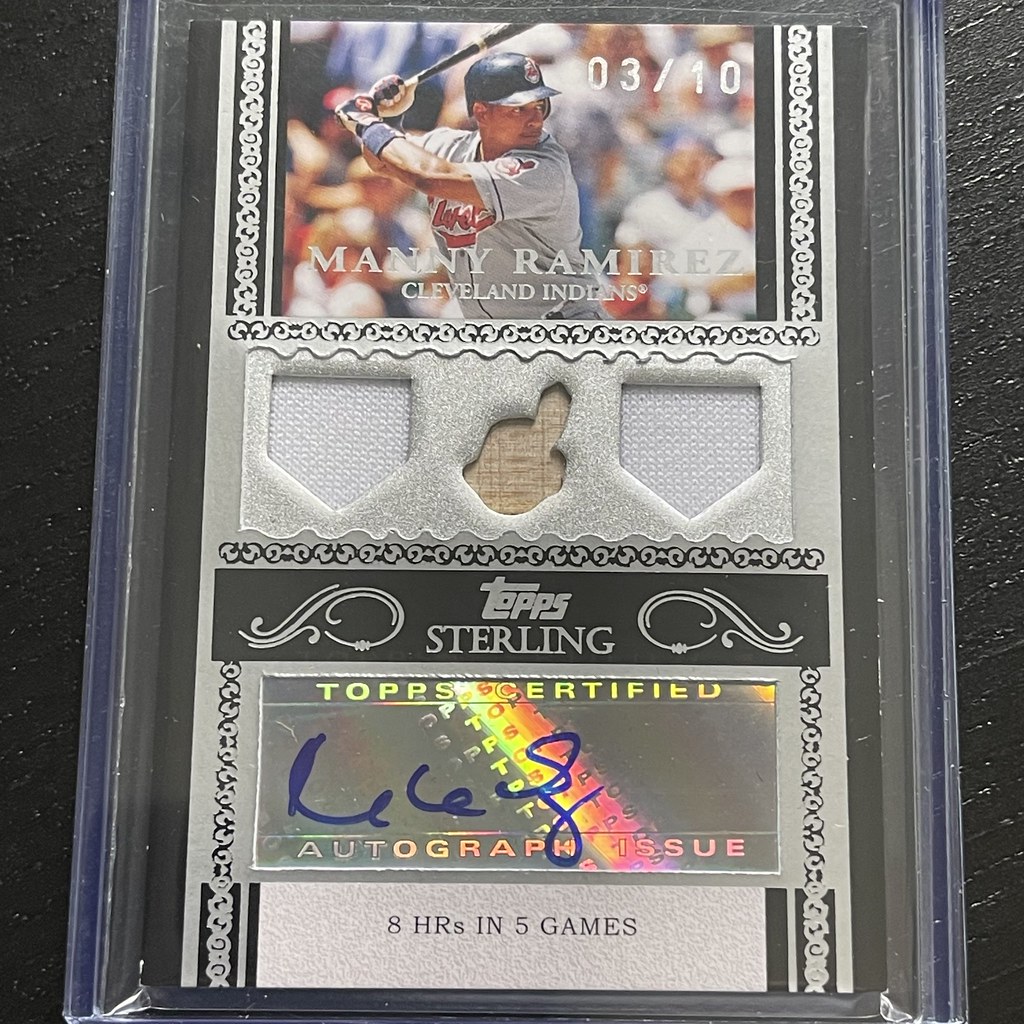 03/10
MANNY RAMIREZ
CLEVELAND INDIANS®
topps
STERLING
TOPPS CERTIFIED
AUTOGRAPH ISSUE
8 HRs IN 5 GAMES